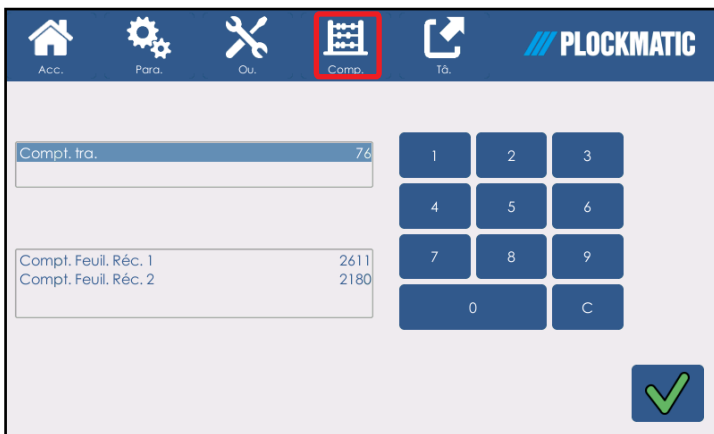 Acc.
Para.
Ou.
Comp.
Tâ.
PLOCKMATIC
Compt. tra. 76
Compt. Feuil. Réc. 1 2611
Compt. Feuil. Réc. 2 2180
1 2 3
4 5 6
7 8 9
0 C